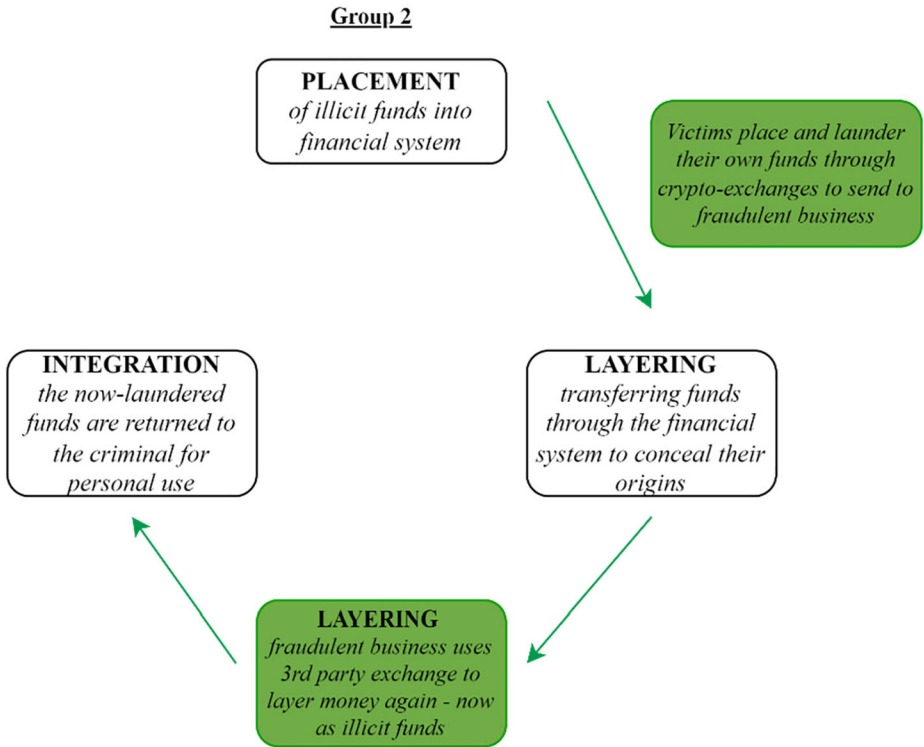 Group 2
PLACEMENT
of illicit funds into
financial system
Victims place and launder
their own funds through
crypto-exchanges to send to
fraudulent business
INTEGRATION
the now-laundered
funds are returned to
the criminal for
personal use
LAYERING
transferring funds
through the financial
system to conceal their
origins
LAYERING
fraudulent business uses
3rd party exchange to
layer money again - now
as illicit funds